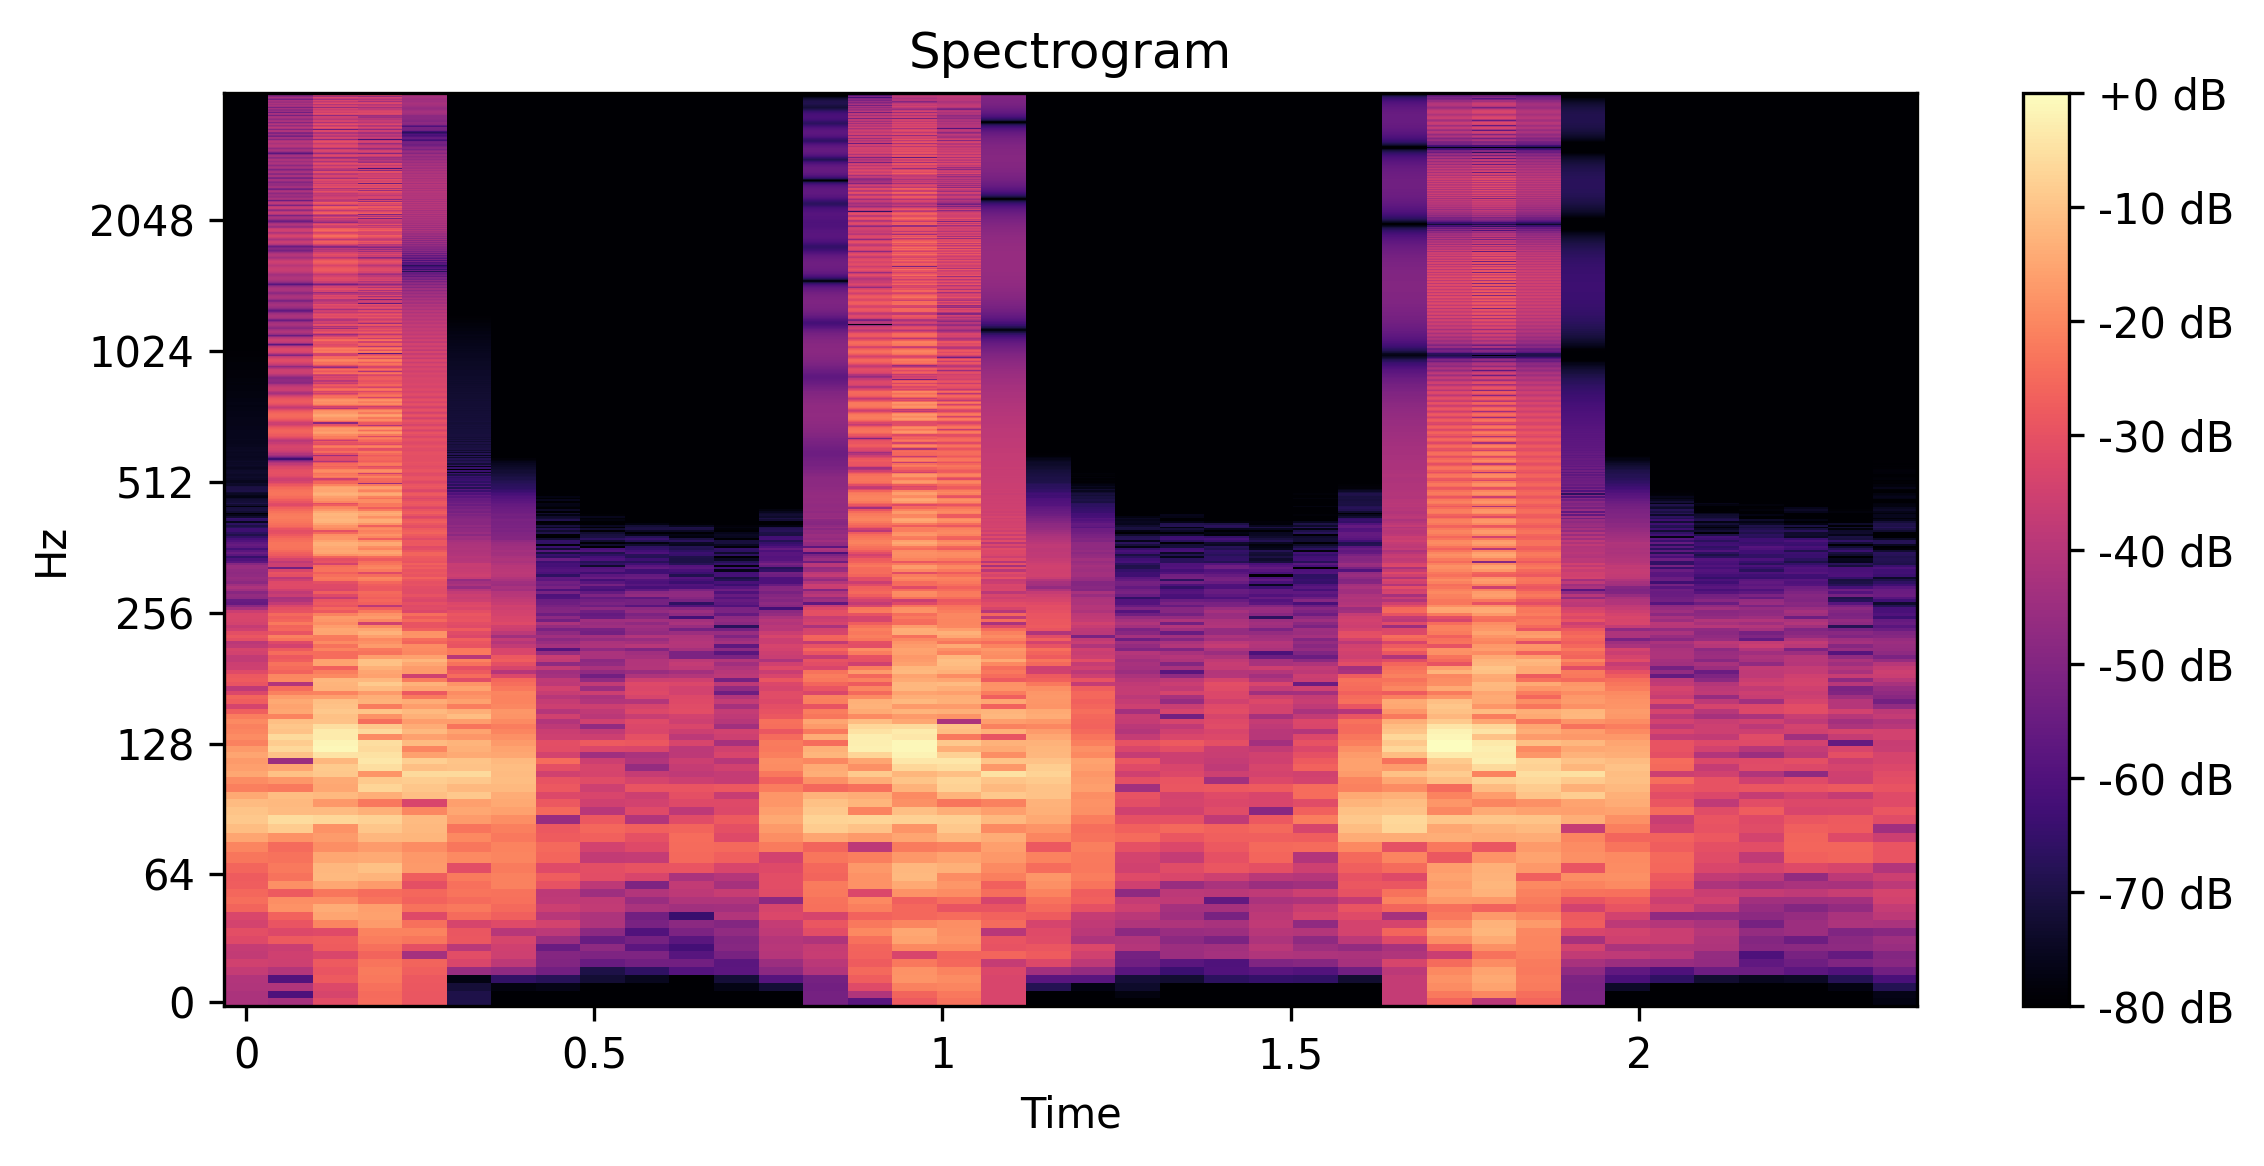 Spectrogram
Hz
2048
1024
512
256
128
64
0
0 0.5 1 1.5 2
Time
+0 dB
-10 dB
-20 dB
-30 dB
-40 dB
-50 dB
-60 dB
-70 dB
-80 dB